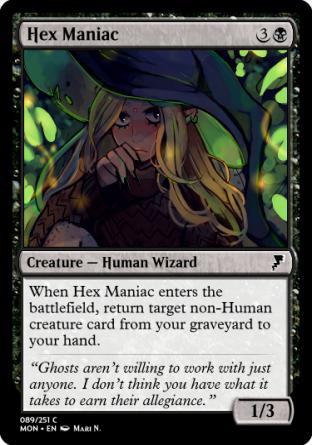 Hex Maniac 3
Creature — Human Wizard
When Hex Maniac enters the
battlefield, return target non-Human
creature card from your graveyard to
your hand.
“Ghosts aren’t willing to work with just
anyone. I don’t think you have what it
takes to earn their allegiance.”
1/3
089/251 C
MON • EN Mari N.